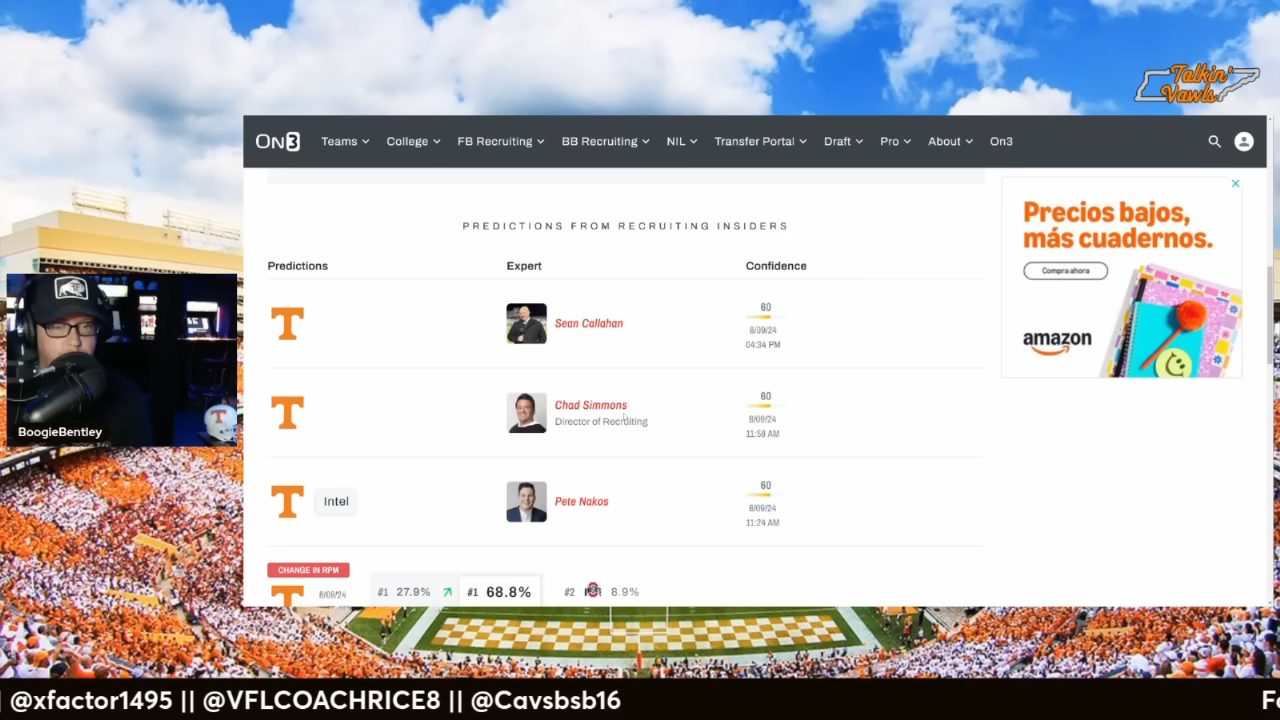 Talkin'
Vawls
ON3
Teams College FB Recruiting BB Recruiting NIL Transfer Portal Draft Pro About On3
PREDICTIONS FROM RECRUITING INSIDERS
Predictions Expert Confidence
T Sean Callahan 60
8/09/24
04:34 PM
T Chad Simmons 60
Director of Recruiting 8/09/24
11:58 AM
T Intel Pete Nakos 60
8/09/24
11:24 AM
CHANGE IN RPM
T 8/09/24 #1 27.9% #1 68.8% #2 8.9%
Precios bajos,
más cuadernos.
Compra ahora
amazon
T
BoogieBentley
@xfactor1495 || @VFLCOACHRICE8 || @Cavsbsb16